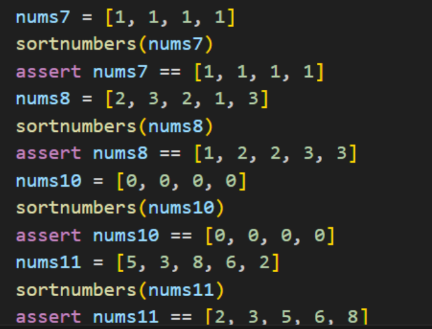 nums7 = [1, 1, 1, 1]
sortnumbers(nums7)
assert nums7 == [1, 1, 1, 1]
nums8 = [2, 3, 2, 1, 3]
sortnumbers(nums8)
assert nums8 == [1, 2, 2, 3, 3]
nums10 = [0, 0, 0, 0]
sortnumbers(nums10)
assert nums10 == [0, 0, 0, 0]
nums11 = [5, 3, 8, 6, 2]
sortnumbers(nums11)
assert nums11 == [2, 3, 5, 6, 8]